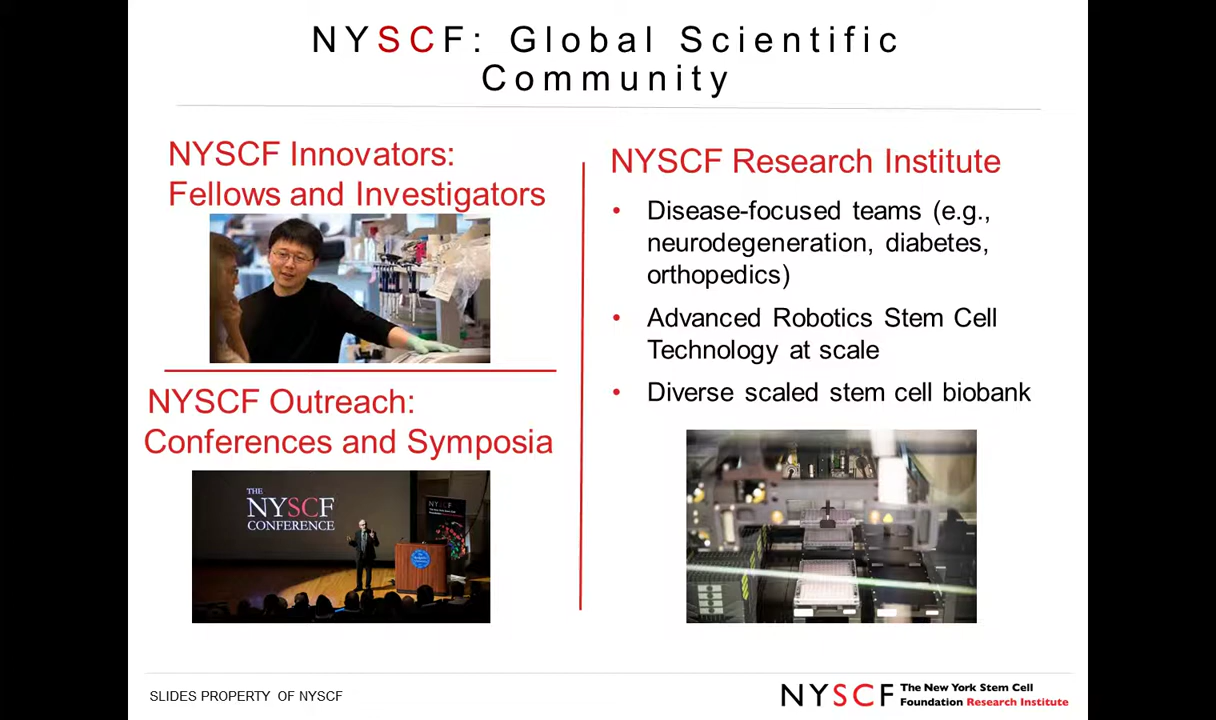 NYSCF: Global Scientific
Community
NYSCF Innovators:
Fellows and Investigators
NYSCF Outreach:
Conferences and Symposia
THE
NYSCF
CONFERENCE
NYSCF
NYSCF Research Institute
• Disease-focused teams (e.g.,
neurodegeneration, diabetes,
orthopedics)
• Advanced Robotics Stem Cell
Technology at scale
• Diverse scaled stem cell biobank
SLIDES PROPERTY OF NYSCF
NYSCF The New York Stem Cell
Foundation Research Institute